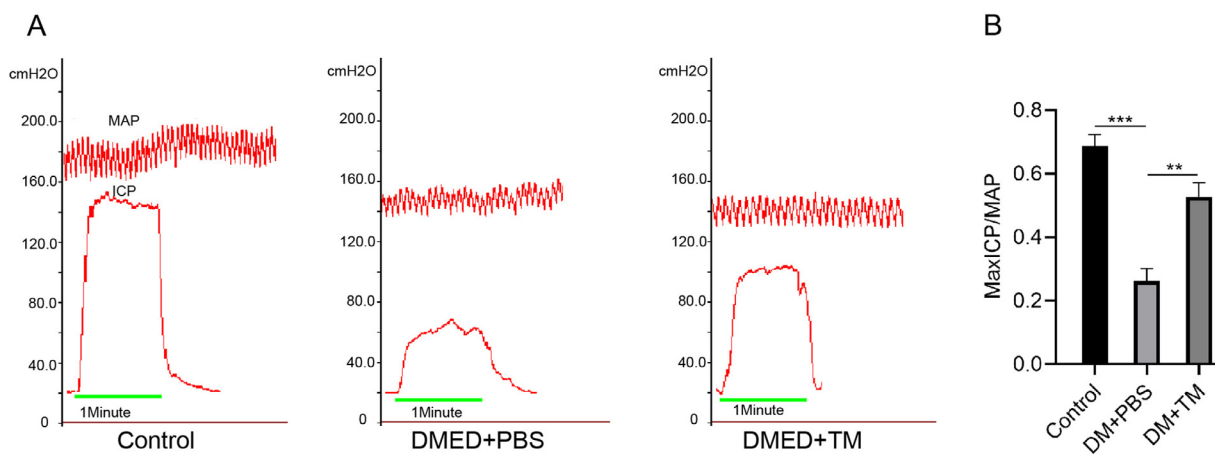 A
cmH2O
200.0
160.0
120.0
80.0
40.0
0
MAP
ICP
1Minute
Control
cmH2O
200.0
160.0
120.0
80.0
40.0
0
1Minute
DMED+PBS
cmH2O
200.0
160.0
120.0
80.0
40.0
0
1Minute
DMED+TM
B
MaxICP/MAP
0.8
0.6
0.4
0.2
0.0
***
**
Control
DM+PBS
DM+TM